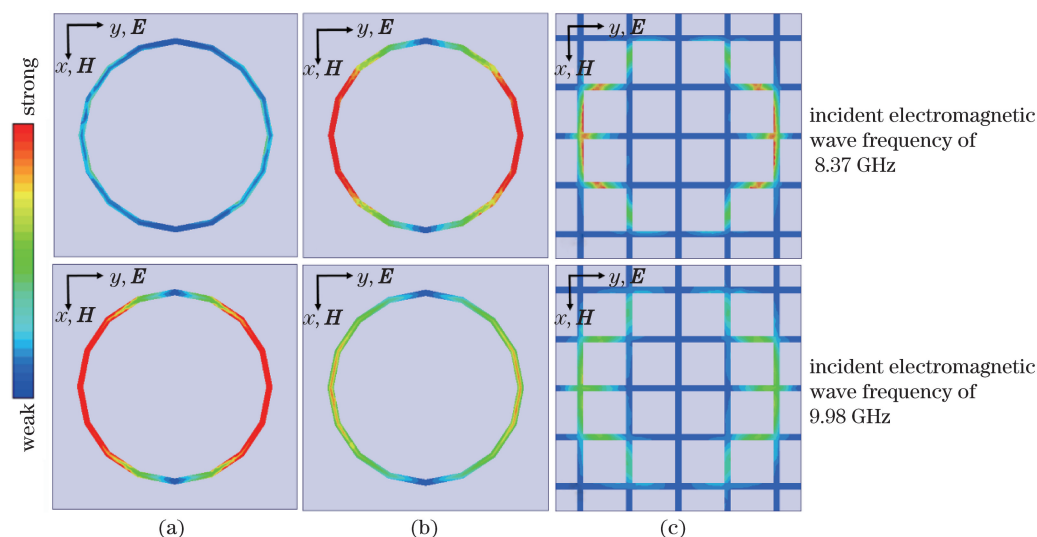 strong
weak
y, E
x, H
y, E
x, H
y, E
x, H
incident electromagnetic
wave frequency of
8.37 GHz
y, E
x, H
y, E
x, H
y, E
x, H
incident electromagnetic
wave frequency of
9.98 GHz
(a)
(b)
(c)